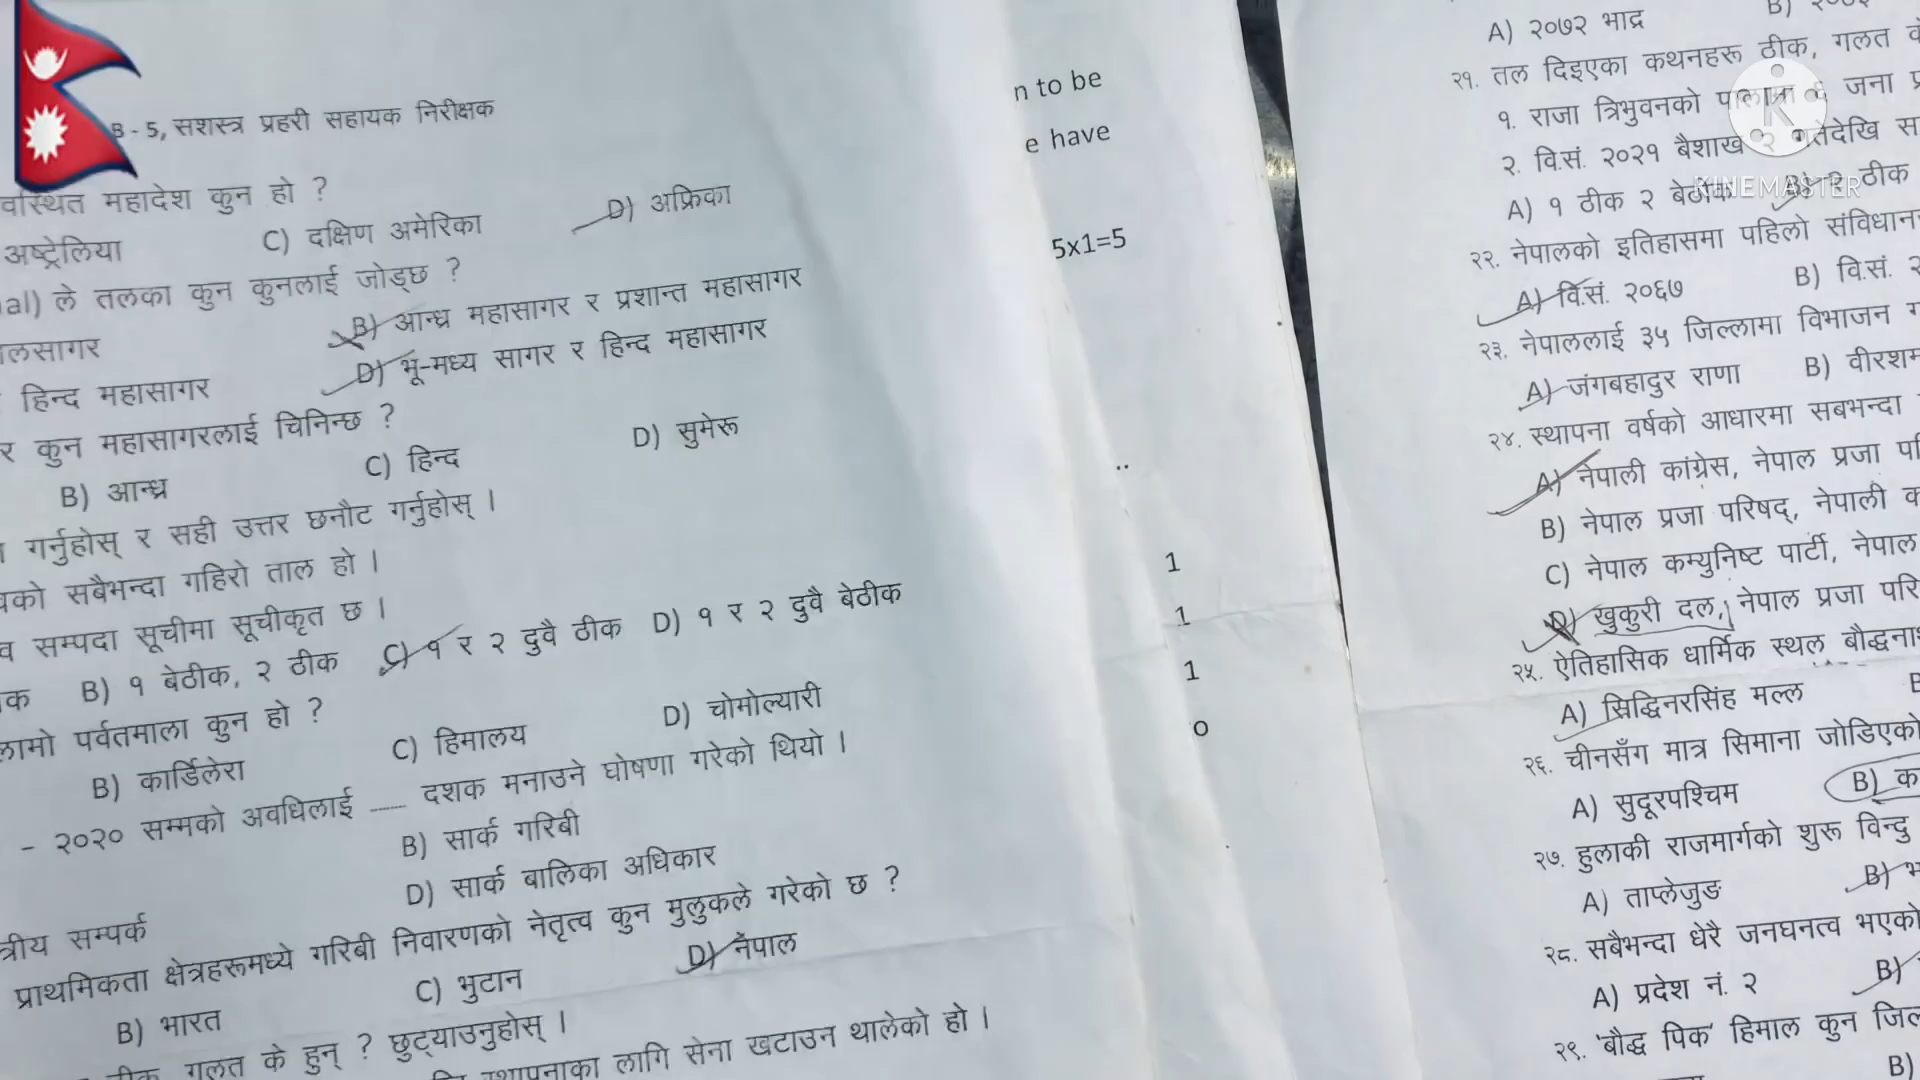 B - 5, सशस्त्र प्रहरी सहायक निरीक्षक
महादेश कुन हो ?
अष्ट्रेलिया C) दक्षिण अमेरिका D) अफ्रिका
al) ले तलका कुन कुनलाई जोड्छ ?
B) आन्ध्र महासागर र प्रशान्त महासागर
हिन्द महासागर D) भू-मध्य सागर र हिन्द महासागर
र कुन महासागरलाई चिनिन्छ ?
B) आन्ध्र C) हिन्द D) सुमेरू
गर्नुहोस् र सही उत्तर छनौट गर्नुहोस् ।
को सबैभन्दा गहिरो ताल हो ।
सम्पदा सूचीमा सूचीकृत छ ।
क B) १ बेठीक, २ ठीक C) १ र २ दुवै ठीक D) १ र २ दुवै बेठीक
पर्वतमाला कुन हो ?
B) कार्डिलेरा C) हिमालय D) चोमोल्यारी
- २०२० सम्मको अवधिलाई ...... दशक मनाउने घोषणा गरेको थियो ।
B) सार्क गरिबी
सम्पर्क D) सार्क बालिका अधिकार
प्राथमिकता क्षेत्रहरूमध्ये गरिबी निवारणको नेतृत्व कुन मुलुकले गरेको छ ?
B) भारत C) भुटान D) नेपाल
गलत के हुन् ? छुट्याउनुहोस् ।
लागि सेना खटाउन थालेको हो ।
n to be
e have
5x1=5
..
1
1
1
0
A) २०७२ भाद्र B)
२१. तल दिइएका कथनहरू ठीक, गलत
१. राजा त्रिभुवनको पालामा ६ जना
२. वि.सं. २०२१ बैशाख २ गतेदेखि
A) १ ठीक २ बेठीक B) ठीक
२२. नेपालको इतिहासमा पहिलो
A) वि.सं. २०६७ B) वि.सं.
२३. नेपाललाई ३५ जिल्लामा विभाजन
A) जंगबहादुर राणा B)
२४. स्थापना वर्षको आधारमा सबभन्दा
A) नेपाली कांग्रेस, नेपाल प्रजा
B) नेपाल प्रजा परिषद्, नेपाली
C) नेपाल कम्युनिष्ट पार्टी, नेपाल
D) खुकुरी दल, नेपाल प्रजा
२५. ऐतिहासिक धार्मिक स्थल
A) सिद्धिनरसिंह मल्ल
२६. चीनसँग मात्र सिमाना जोडिएको
A) सुदूरपश्चिम B) क
२७. हुलाकी राजमार्गको शुरू विन्दु
A) ताप्लेजुङ B)
२८. सबैभन्दा धेरै जनघनत्व भएको
A) प्रदेश नं. २ B)
२९. 'बौद्ध पिक' हिमाल कुन
B)
K
KINEMASTER